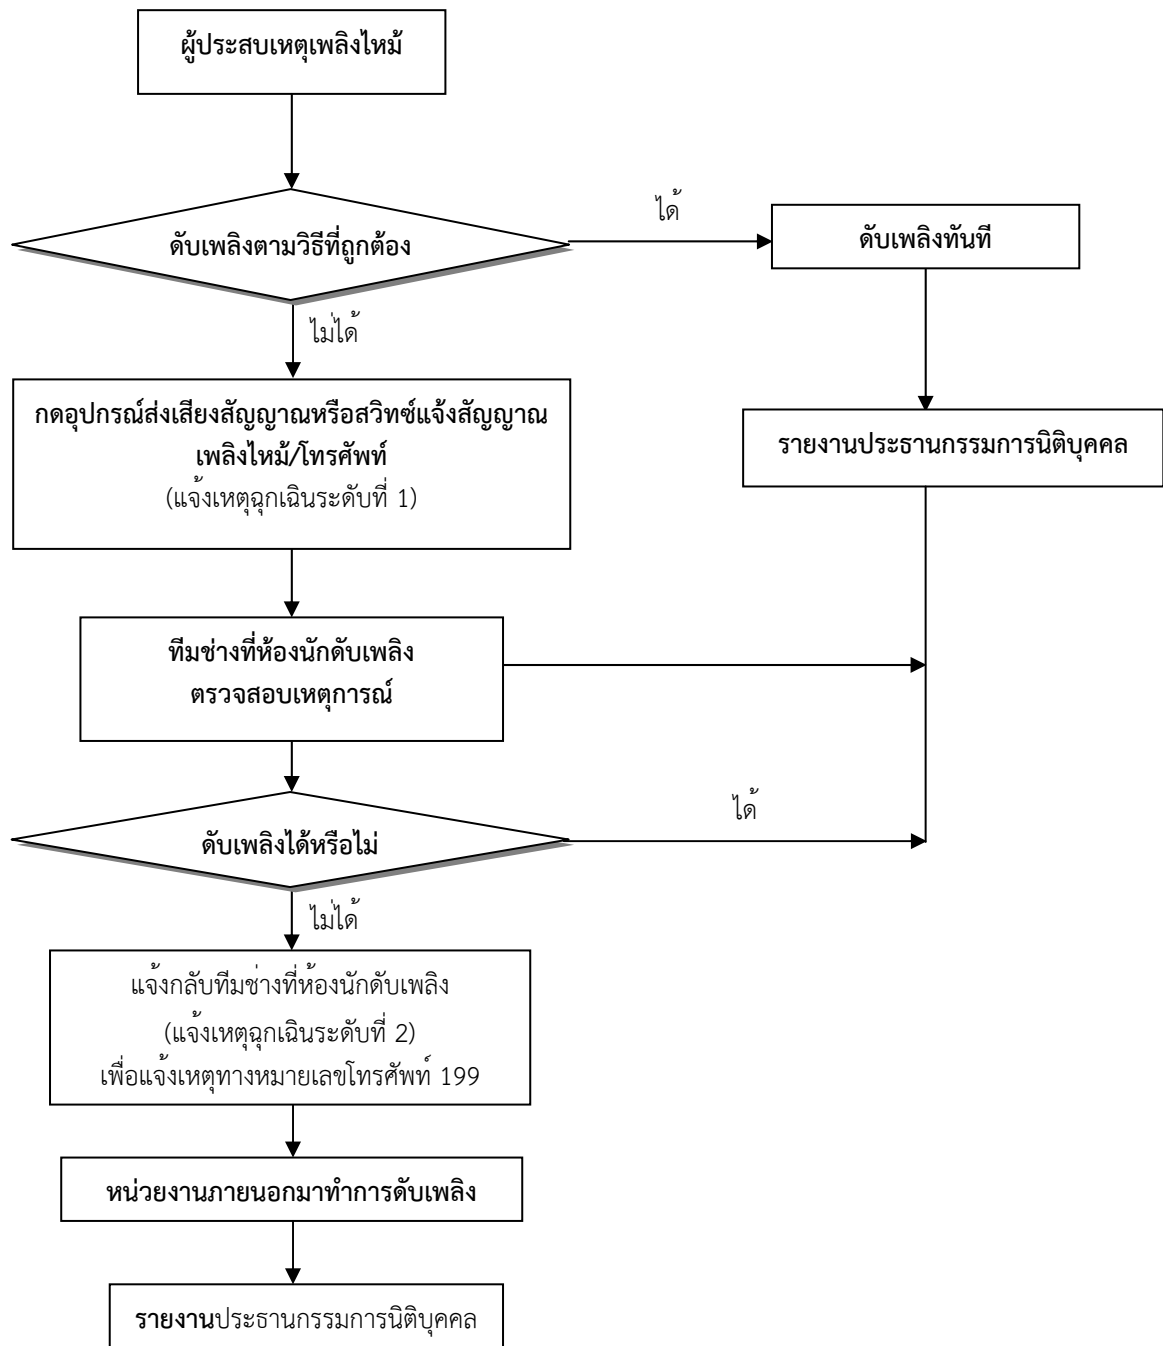 ผู้ประสบเหตุเพลิงไหม้
ได้
ดับเพลิงตามวิธีที่ถูกต้อง
ดับเพลิงทันที
ไม่ได้
กดอุปกรณ์ส่งเสียงสัญญาณหรือสวิทซ์แจ้งสัญญาณ
เพลิงไหม้/โทรศัพท์
(แจ้งเหตุฉุกเฉินระดับที่ 1)
รายงานประธานกรรมการนิติบุคคล
ทีมช่างที่ห้องนักดับเพลิง
ตรวจสอบเหตุการณ์
ได้
ดับเพลิงได้หรือไม่
ไม่ได้
แจ้งกลับทีมช่างที่ห้องนักดับเพลิง
(แจ้งเหตุฉุกเฉินระดับที่ 2)
เพื่อแจ้งเหตุทางหมายเลขโทรศัพท์ 199
หน่วยงานภายนอกมาทำการดับเพลิง
รายงานประธานกรรมการนิติบุคคล